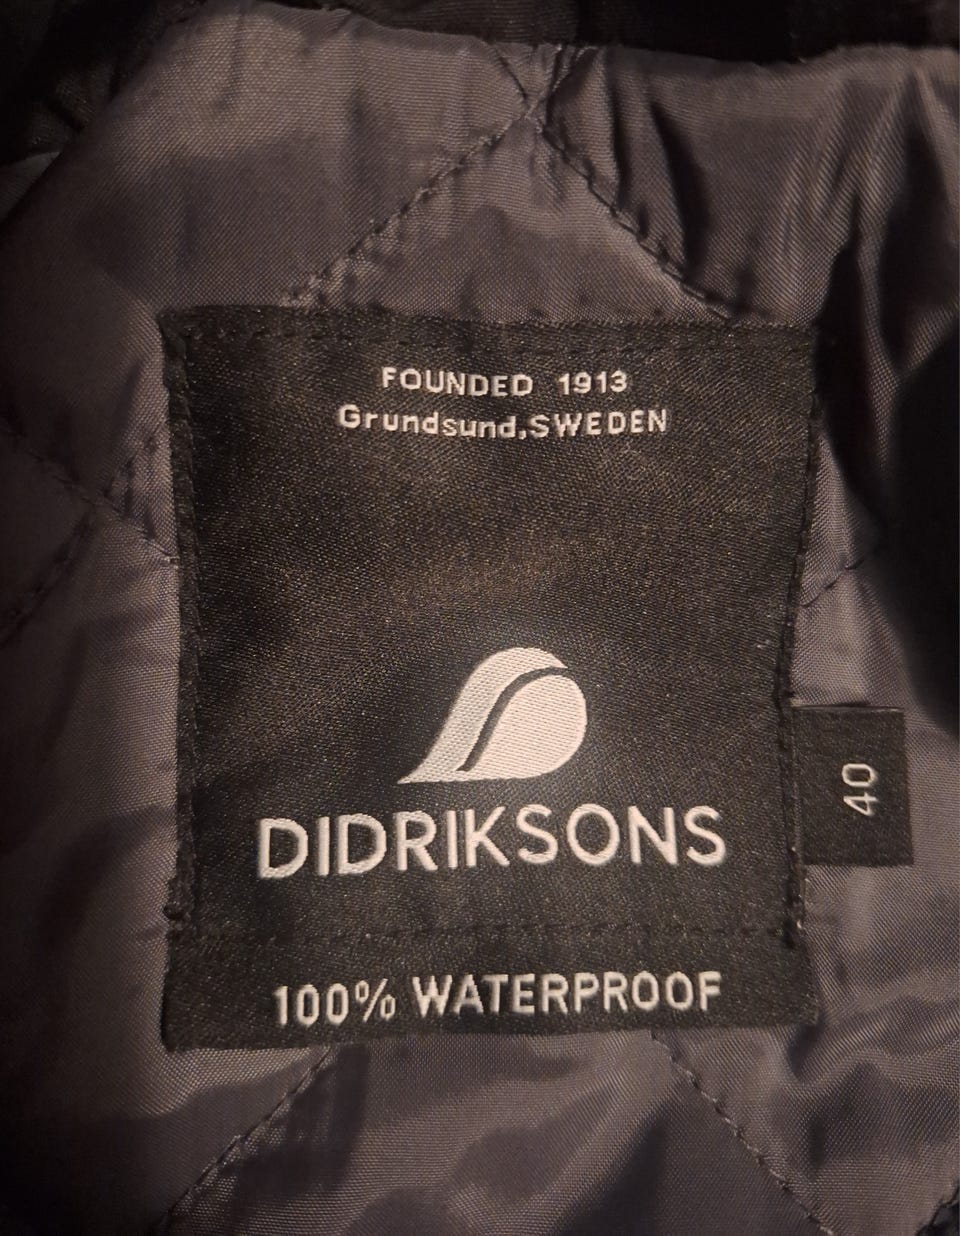 FOUNDED 1913
Grundsund,SWEDEN
DIDRIKSONS
40
100% WATERPROOF